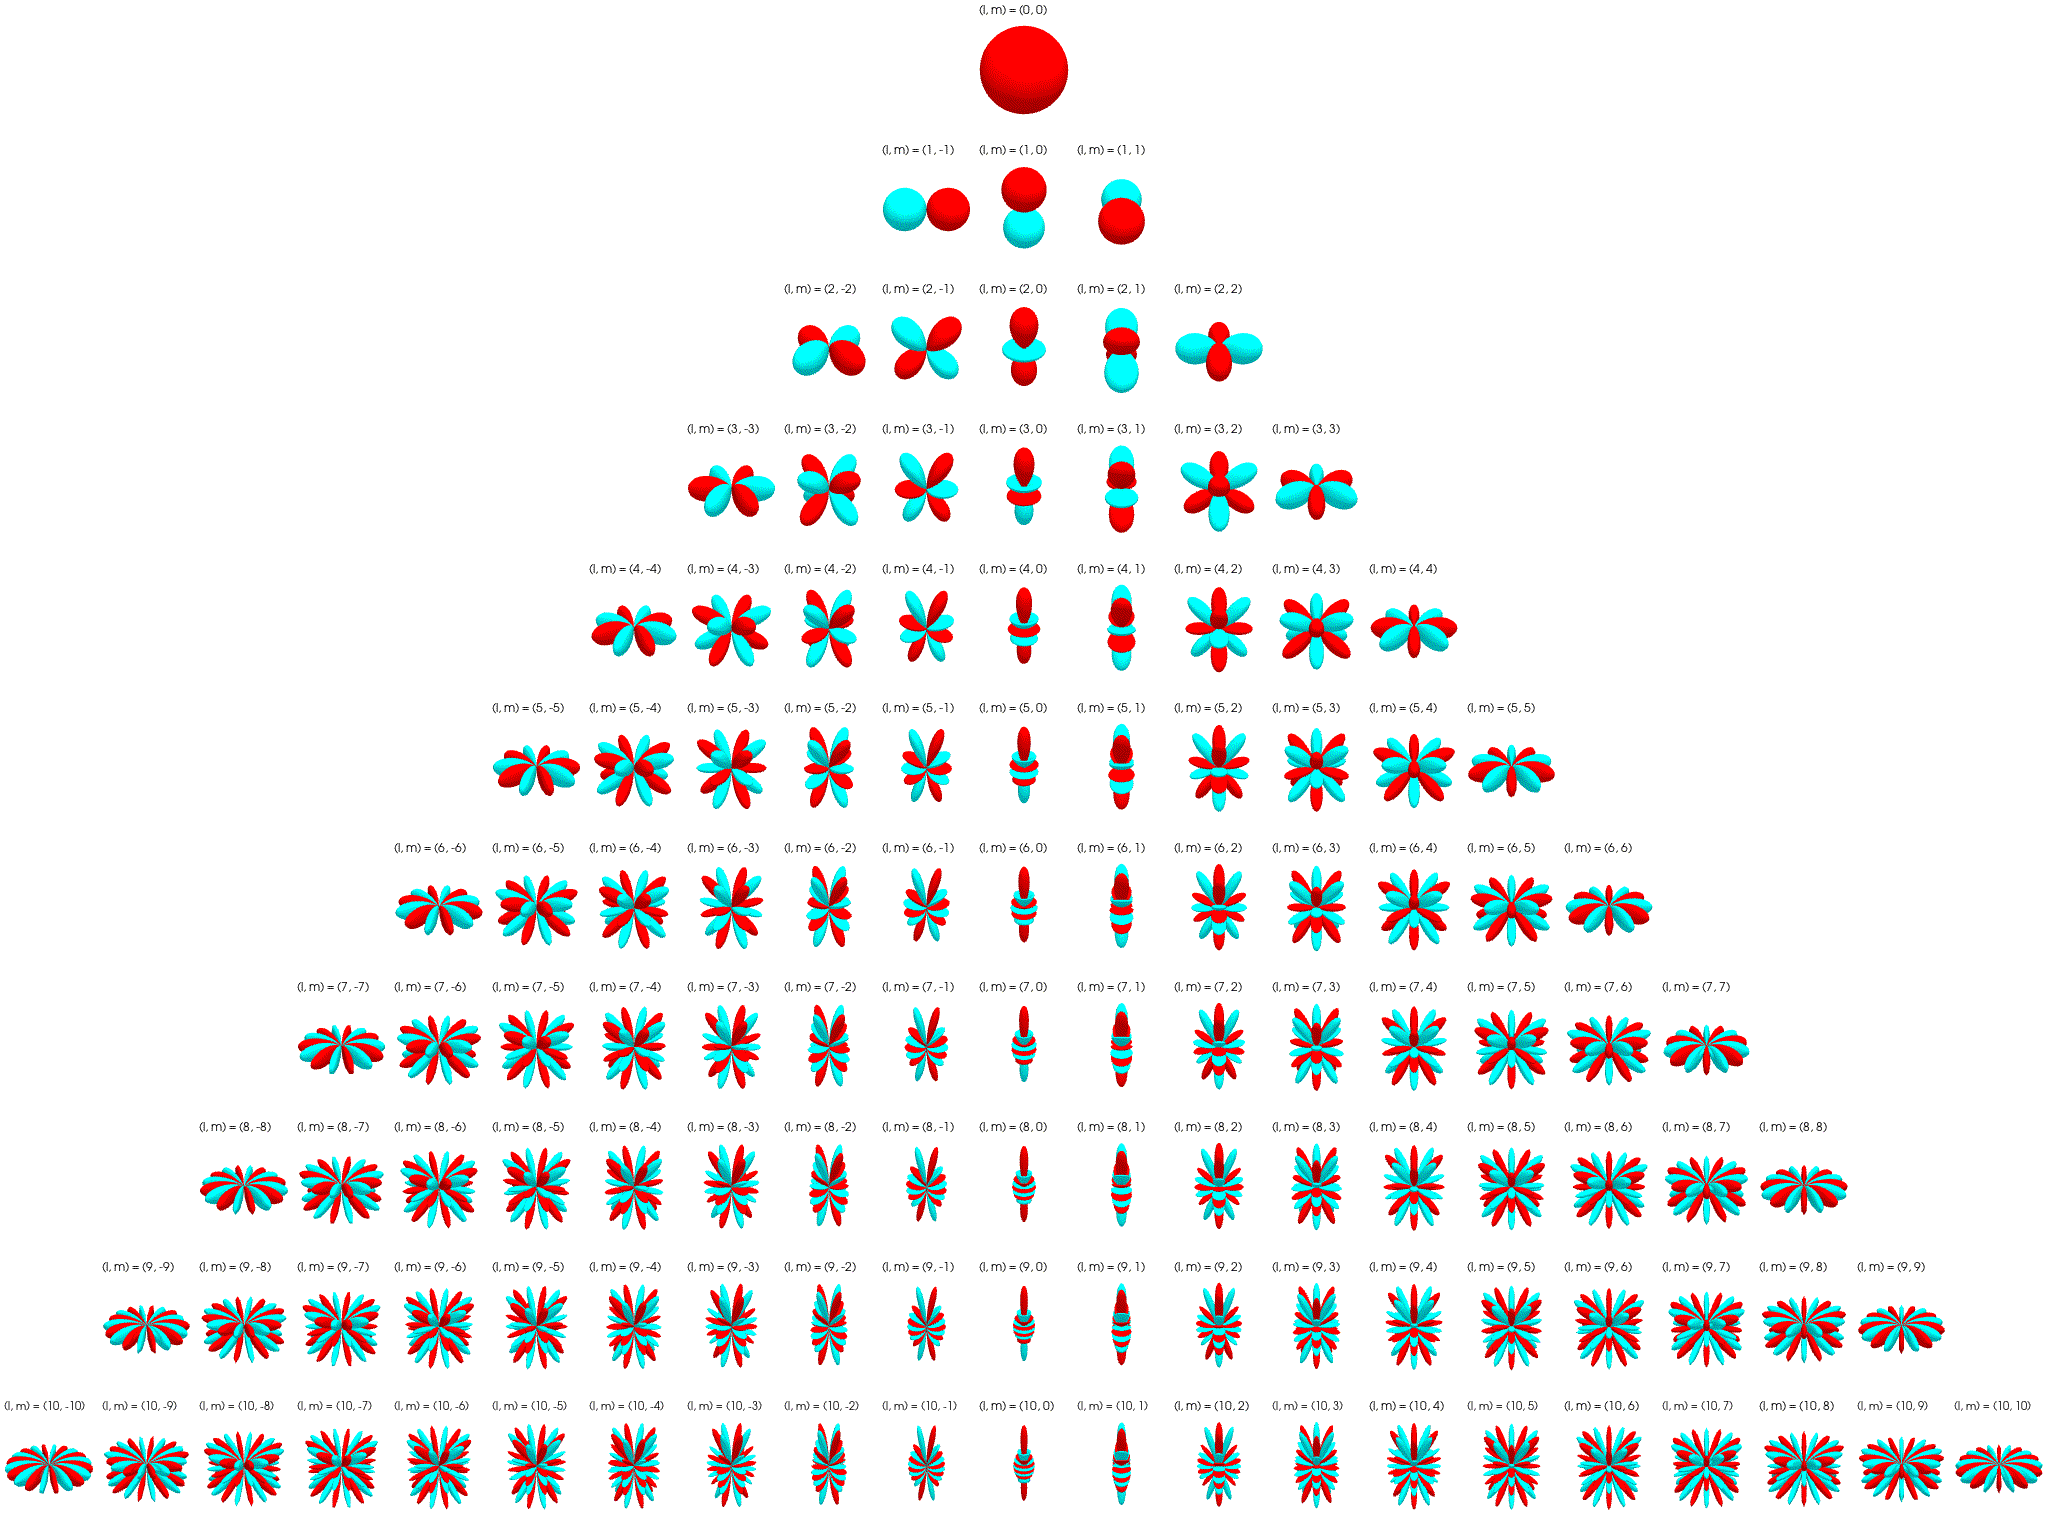 (l, m) = (0, 0)
(l, m) = (1, -1) (l, m) = (1, 0) (l, m) = (1, 1)
(l, m) = (2, -2) (l, m) = (2, -1) (l, m) = (2, 0) (l, m) = (2, 1) (l, m) = (2, 2)
(l, m) = (3, -3) (l, m) = (3, -2) (l, m) = (3, -1) (l, m) = (3, 0) (l, m) = (3, 1) (l, m) = (3, 2) (l, m) = (3, 3)
(l, m) = (4, -4) (l, m) = (4, -3) (l, m) = (4, -2) (l, m) = (4, -1) (l, m) = (4, 0) (l, m) = (4, 1) (l, m) = (4, 2) (l, m) = (4, 3) (l, m) = (4, 4)
(l, m) = (5, -5) (l, m) = (5, -4) (l, m) = (5, -3) (l, m) = (5, -2) (l, m) = (5, -1) (l, m) = (5, 0) (l, m) = (5, 1) (l, m) = (5, 2) (l, m) = (5, 3) (l, m) = (5, 4) (l, m) = (5, 5)
(l, m) = (6, -6) (l, m) = (6, -5) (l, m) = (6, -4) (l, m) = (6, -3) (l, m) = (6, -2) (l, m) = (6, -1) (l, m) = (6, 0) (l, m) = (6, 1) (l, m) = (6, 2) (l, m) = (6, 3) (l, m) = (6, 4) (l, m) = (6, 5) (l, m) = (6, 6)
(l, m) = (7, -7) (l, m) = (7, -6) (l, m) = (7, -5) (l, m) = (7, -4) (l, m) = (7, -3) (l, m) = (7, -2) (l, m) = (7, -1) (l, m) = (7, 0) (l, m) = (7, 1) (l, m) = (7, 2) (l, m) = (7, 3) (l, m) = (7, 4) (l, m) = (7, 5) (l, m) = (7, 6) (l, m) = (7, 7)
(l, m) = (8, -8) (l, m) = (8, -7) (l, m) = (8, -6) (l, m) = (8, -5) (l, m) = (8, -4) (l, m) = (8, -3) (l, m) = (8, -2) (l, m) = (8, -1) (l, m) = (8, 0) (l, m) = (8, 1) (l, m) = (8, 2) (l, m) = (8, 3) (l, m) = (8, 4) (l, m) = (8, 5) (l, m) = (8, 6) (l, m) = (8, 7) (l, m) = (8, 8)
(l, m) = (9, -9) (l, m) = (9, -8) (l, m) = (9, -7) (l, m) = (9, -6) (l, m) = (9, -5) (l, m) = (9, -4) (l, m) = (9, -3) (l, m) = (9, -2) (l, m) = (9, -1) (l, m) = (9, 0) (l, m) = (9, 1) (l, m) = (9, 2) (l, m) = (9, 3) (l, m) = (9, 4) (l, m) = (9, 5) (l, m) = (9, 6) (l, m) = (9, 7) (l, m) = (9, 8) (l, m) = (9, 9)
(l, m) = (10, -10) (l, m) = (10, -9) (l, m) = (10, -8) (l, m) = (10, -7) (l, m) = (10, -6) (l, m) = (10, -5) (l, m) = (10, -4) (l, m) = (10, -3) (l, m) = (10, -2) (l, m) = (10, -1) (l, m) = (10, 0) (l, m) = (10, 1) (l, m) = (10, 2) (l, m) = (10, 3) (l, m) = (10, 4) (l, m) = (10, 5) (l, m) = (10, 6) (l, m) = (10, 7) (l, m) = (10, 8) (l, m) = (10, 9) (l, m) = (10, 10)